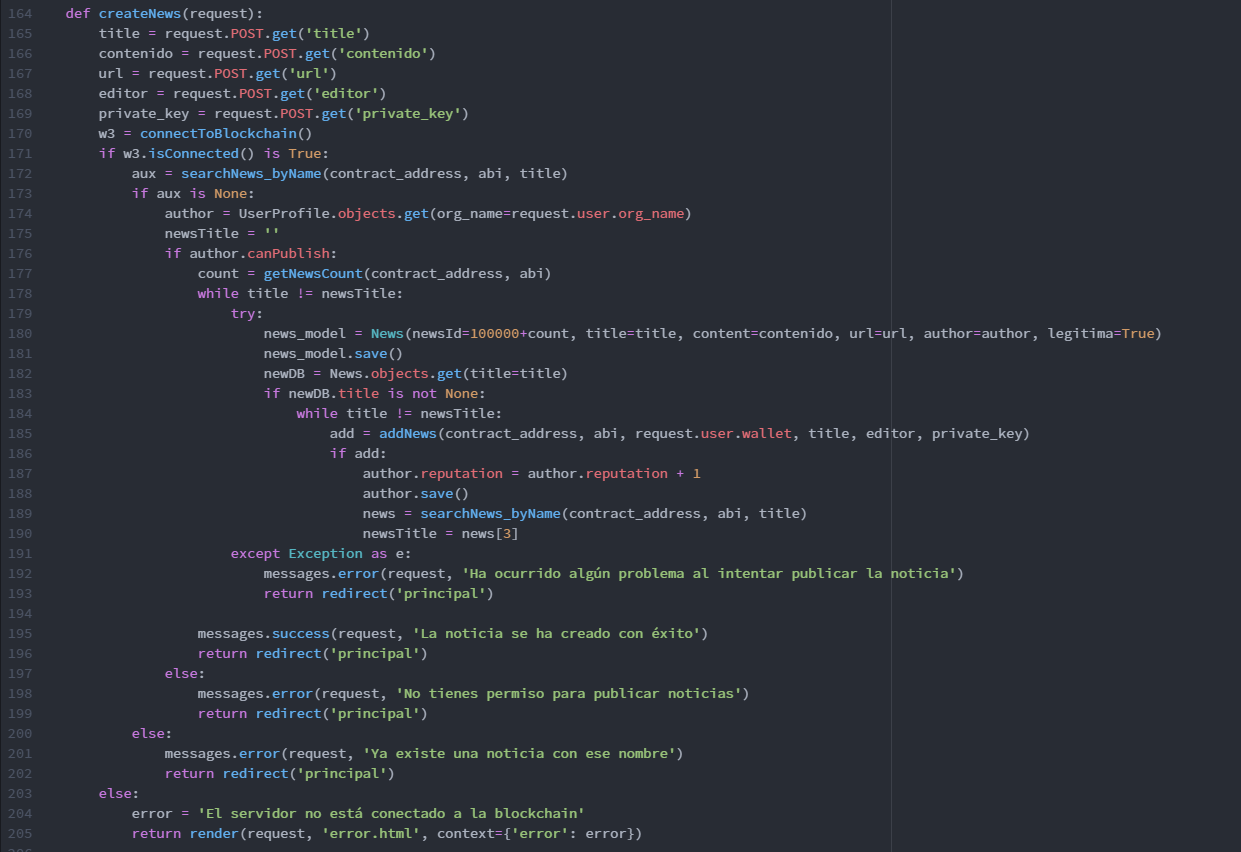 164 def createNews(request):
165 title = request.POST.get('title')
166 contenido = request.POST.get('contenido')
167 url = request.POST.get('url')
168 editor = request.POST.get('editor')
169 private_key = request.POST.get('private_key')
170 w3 = connectToBlockchain()
171 if w3.isConnected() is True:
172 aux = searchNews_byName(contract_address, abi, title)
173 if aux is None:
174 author = UserProfile.objects.get(org_name=request.user.org_name)
175 newsTitle = ''
176 if author.canPublish:
177 count = getNewsCount(contract_address, abi)
178 while title != newsTitle:
179 try:
180 news_model = News(newsId=100000+count, title=title, content=contenido, url=url, author=author, legitima=True)
181 news_model.save()
182 newDB = News.objects.get(title=title)
183 if newDB.title is not None:
184 while title != newsTitle:
185 add = addNews(contract_address, abi, request.user.wallet, title, editor, private_key)
186 if add:
187 author.reputation = author.reputation + 1
188 author.save()
189 news = searchNews_byName(contract_address, abi, title)
190 newsTitle = news[3]
191 except Exception as e:
192 messages.error(request, 'Ha ocurrido algún problema al intentar publicar la noticia')
193 return redirect('principal')
194
195 messages.success(request, 'La noticia se ha creado con éxito')
196 return redirect('principal')
197 else:
198 messages.error(request, 'No tienes permiso para publicar noticias')
199 return redirect('principal')
200 else:
201 messages.error(request, 'Ya existe una noticia con ese nombre')
202 return redirect('principal')
203 else:
204 error = 'El servidor no está conectado a la blockchain'
205 return render(request, 'error.html', context={'error': error})